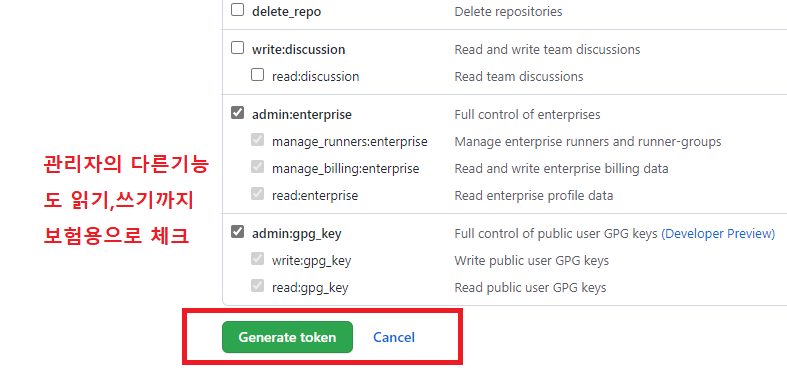 delete_repo Delete repositories
write:discussion Read and write team discussions
read:discussion Read team discussions
admin:enterprise Full control of enterprises
manage_runners:enterprise Manage enterprise runners and runner-groups
manage_billing:enterprise Read and write enterprise billing data
read:enterprise Read enterprise profile data
관리자의 다른기능
도 읽기,쓰기까지
보험용으로 체크
admin:gpg_key Full control of public user GPG keys (Developer Preview)
write:gpg_key Write public user GPG keys
read:gpg_key Read public user GPG keys
Generate token Cancel